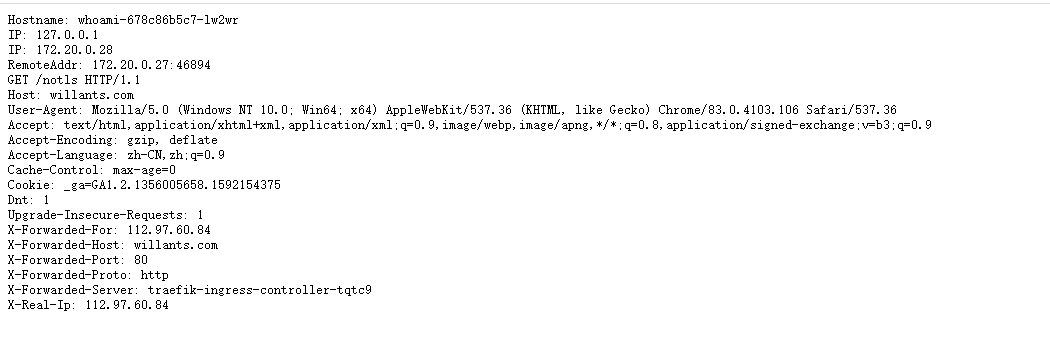 Hostname: whoami-678c86b5c7-lw2wr
IP: 127.0.0.1
IP: 172.20.0.28
RemoteAddr: 172.20.0.27:46894
GET /notls HTTP/1.1
Host: willants.com
User-Agent: Mozilla/5.0 (Windows NT 10.0; Win64; x64) AppleWebKit/537.36 (KHTML, like Gecko) Chrome/83.0.4103.106 Safari/537.36
Accept: text/html,application/xhtml+xml,application/xml;q=0.9,image/webp,image/apng,*/*;q=0.8,application/signed-exchange;v=b3;q=0.9
Accept-Encoding: gzip, deflate
Accept-Language: zh-CN,zh;q=0.9
Cache-Control: max-age=0
Cookie: _ga=GA1.2.1356005658.1592154375
Dnt: 1
Upgrade-Insecure-Requests: 1
X-Forwarded-For: 112.97.60.84
X-Forwarded-Host: willants.com
X-Forwarded-Port: 80
X-Forwarded-Proto: http
X-Forwarded-Server: traefik-ingress-controller-tqtc9
X-Real-Ip: 112.97.60.84